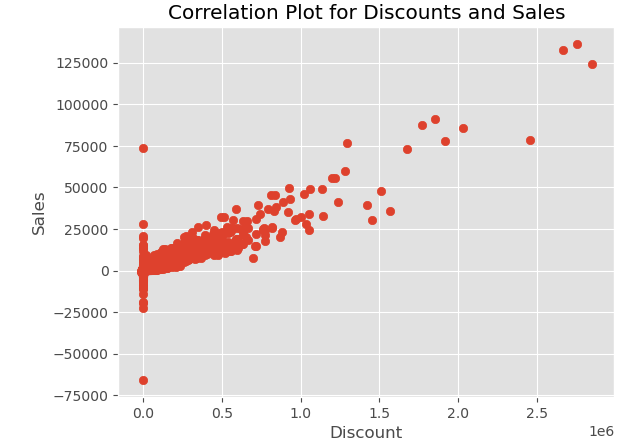 Correlation Plot for Discounts and Sales
125000
100000
75000
50000
25000
0
−25000
−50000
−75000
Sales
0.0 0.5 1.0 1.5 2.0 2.5
1e6
Discount